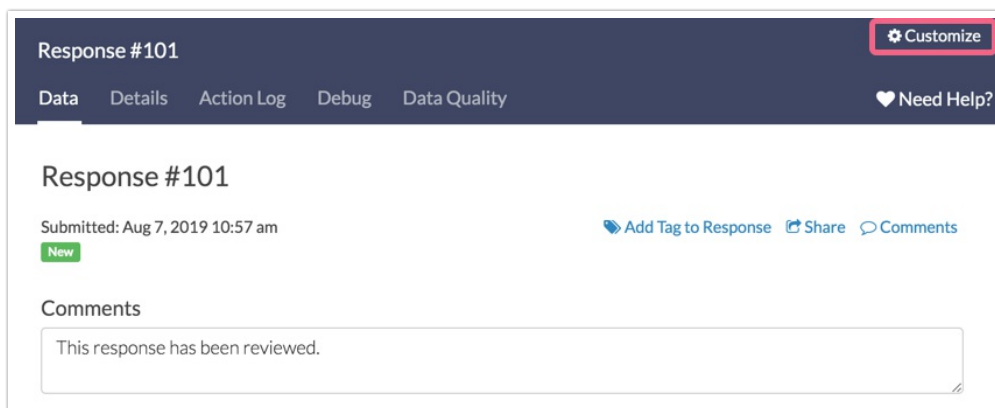 Response #101
Customize
Data Details Action Log Debug Data Quality
Need Help?
Response #101
Submitted: Aug 7, 2019 10:57 am
Add Tag to Response Share Comments
New
Comments
This response has been reviewed.